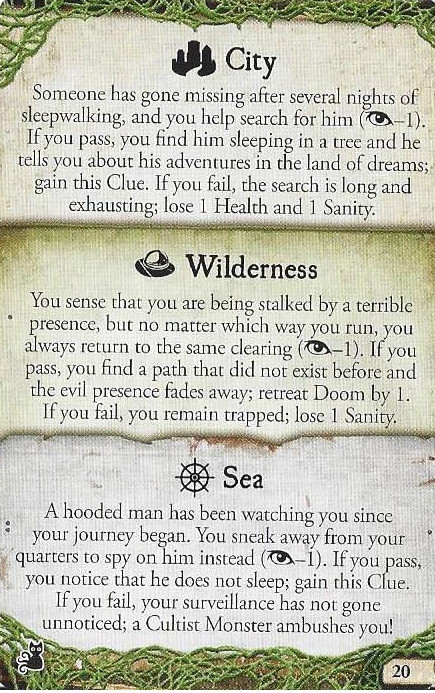 City
Someone has gone missing after several nights of
sleepwalking, and you help search for him (–1).
If you pass, you find him sleeping in a tree and he
tells you about his adventures in the land of dreams;
gain this Clue. If you fail, the search is long and
exhausting; lose 1 Health and 1 Sanity.
Wilderness
You sense that you are being stalked by a terrible
presence, but no matter which way you run, you
always return to the same clearing (–1). If you
pass, you find a path that did not exist before and
the evil presence fades away; retreat Doom by 1.
If you fail, you remain trapped; lose 1 Sanity.
Sea
A hooded man has been watching you since
your journey began. You sneak away from your
quarters to spy on him instead (–1). If you pass,
you notice that he does not sleep; gain this Clue.
If you fail, your surveillance has not gone
unnoticed; a Cultist Monster ambushes you!
20